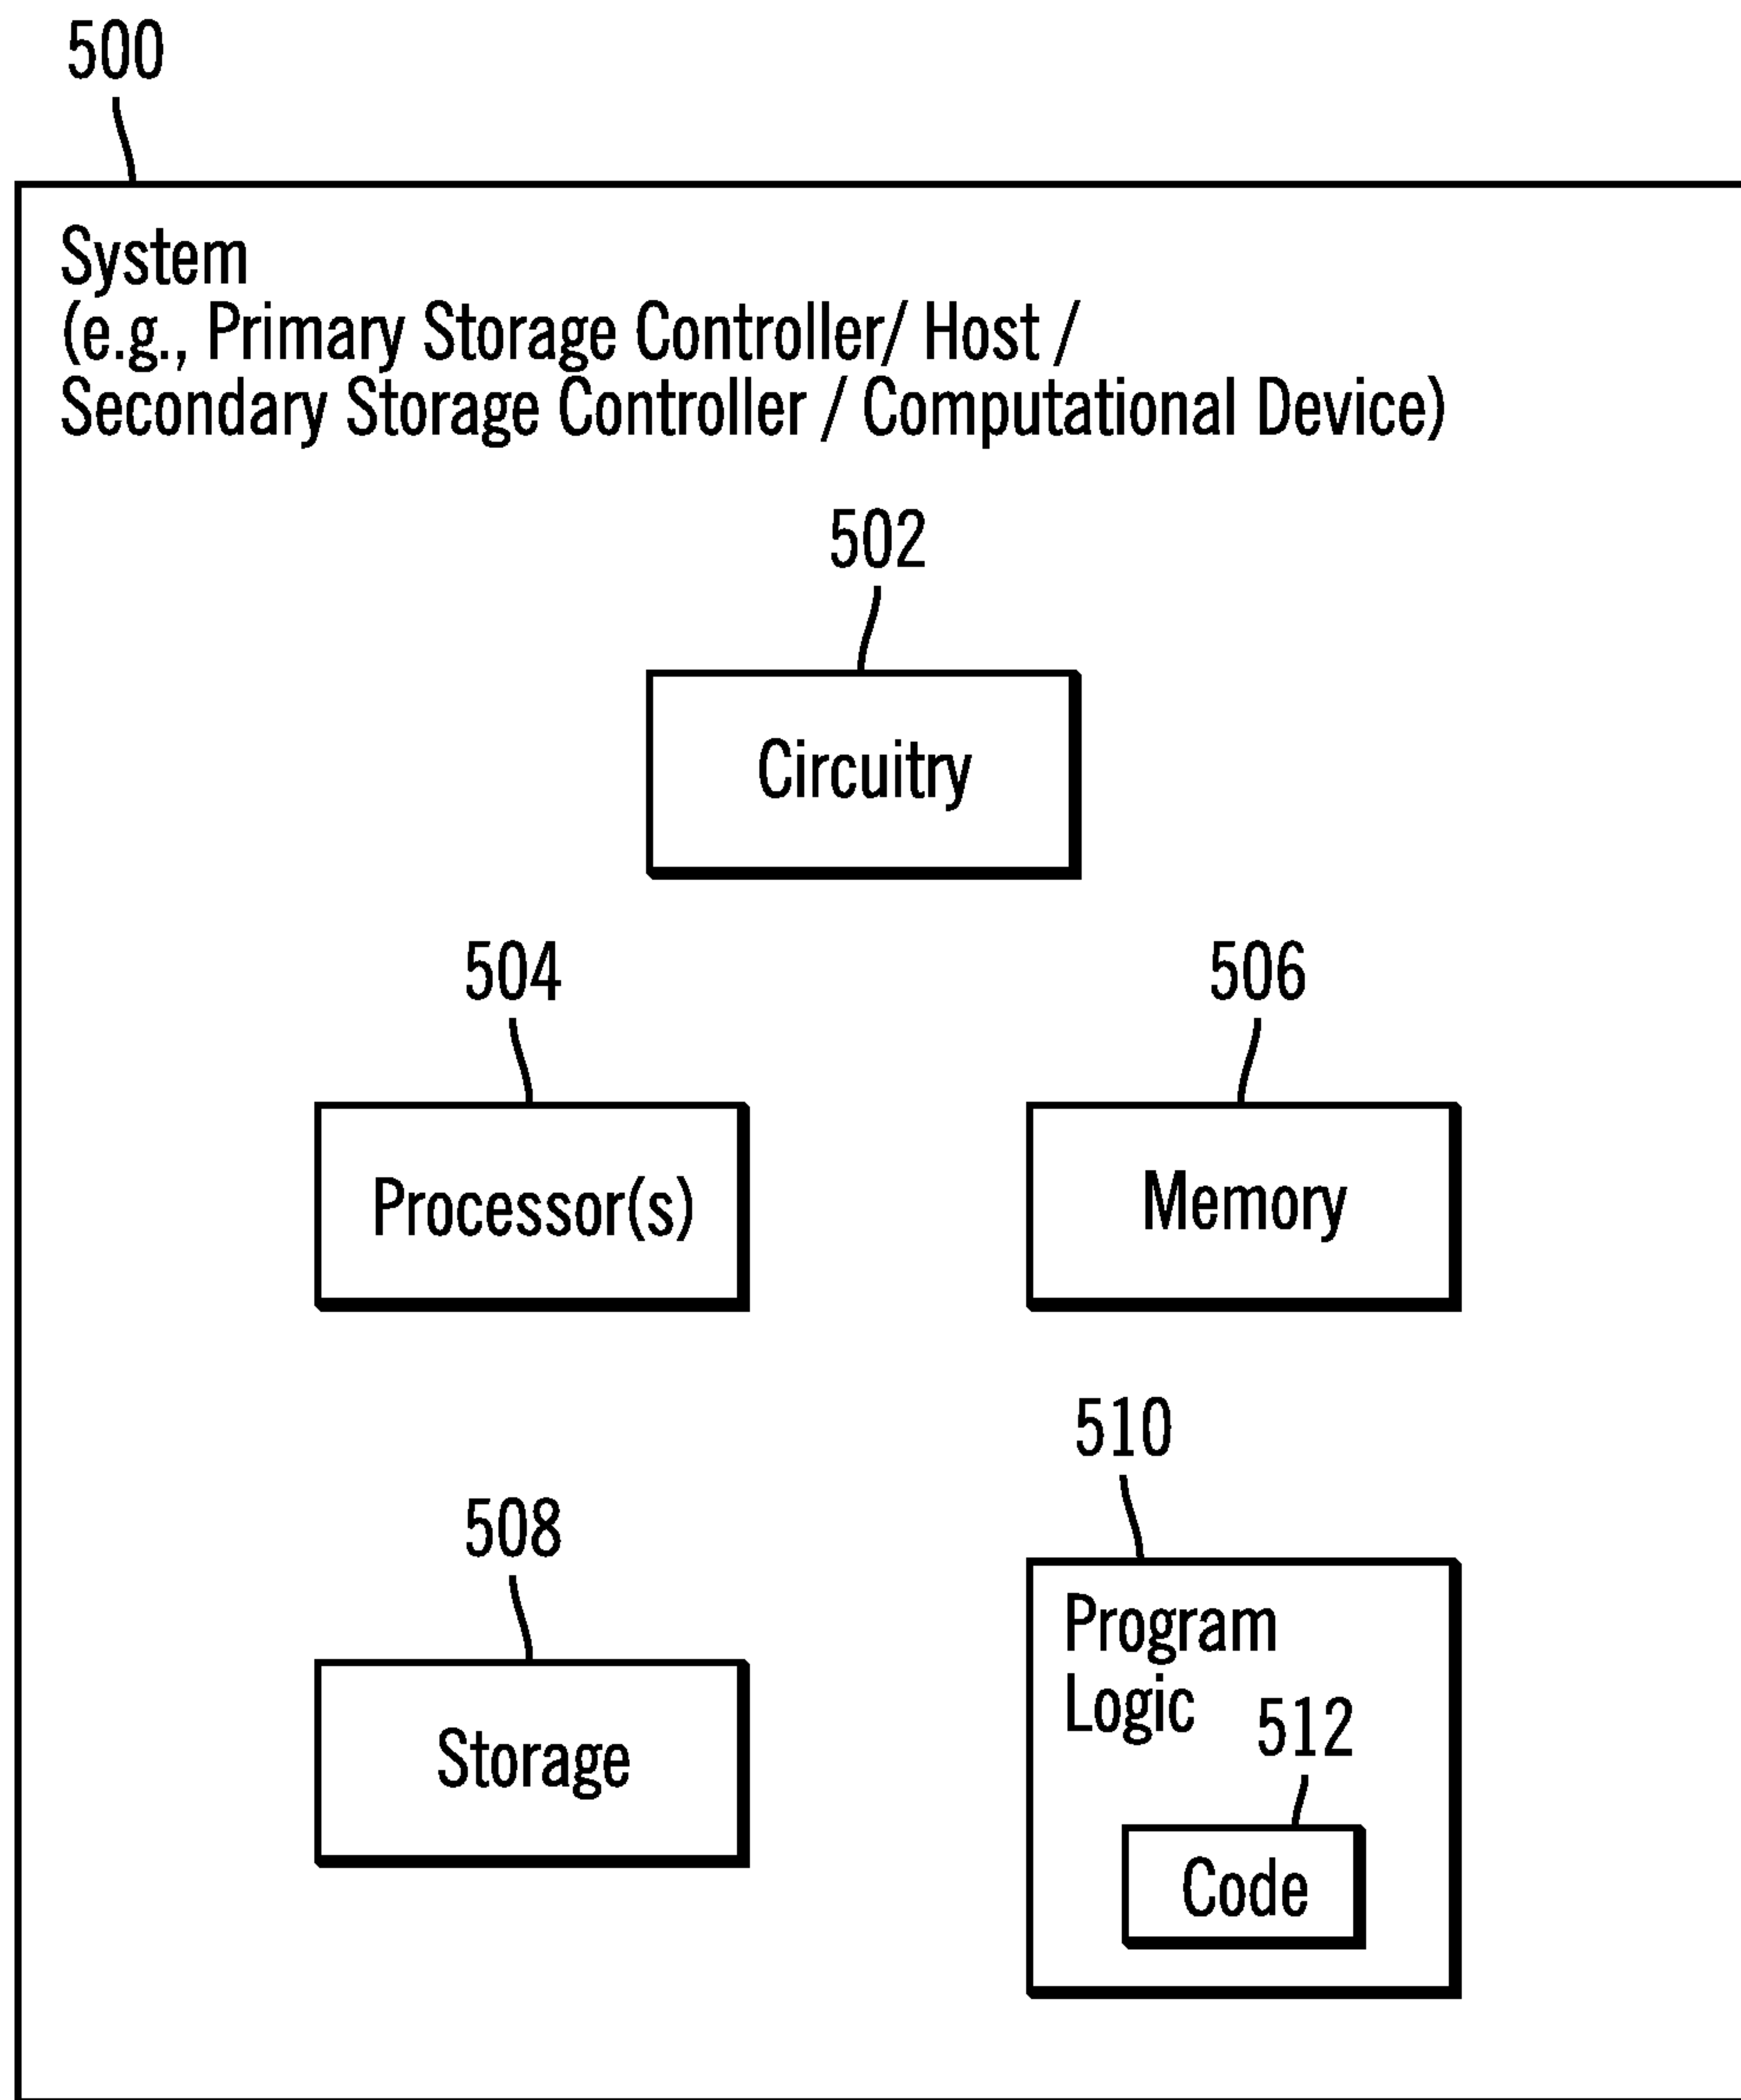 500
System
(e.g., Primary Storage Controller/ Host /
Secondary Storage Controller / Computational Device)
502
Circuitry
504
506
Processor(s)
Memory
510
508
Program
Logic
512
Storage
Code